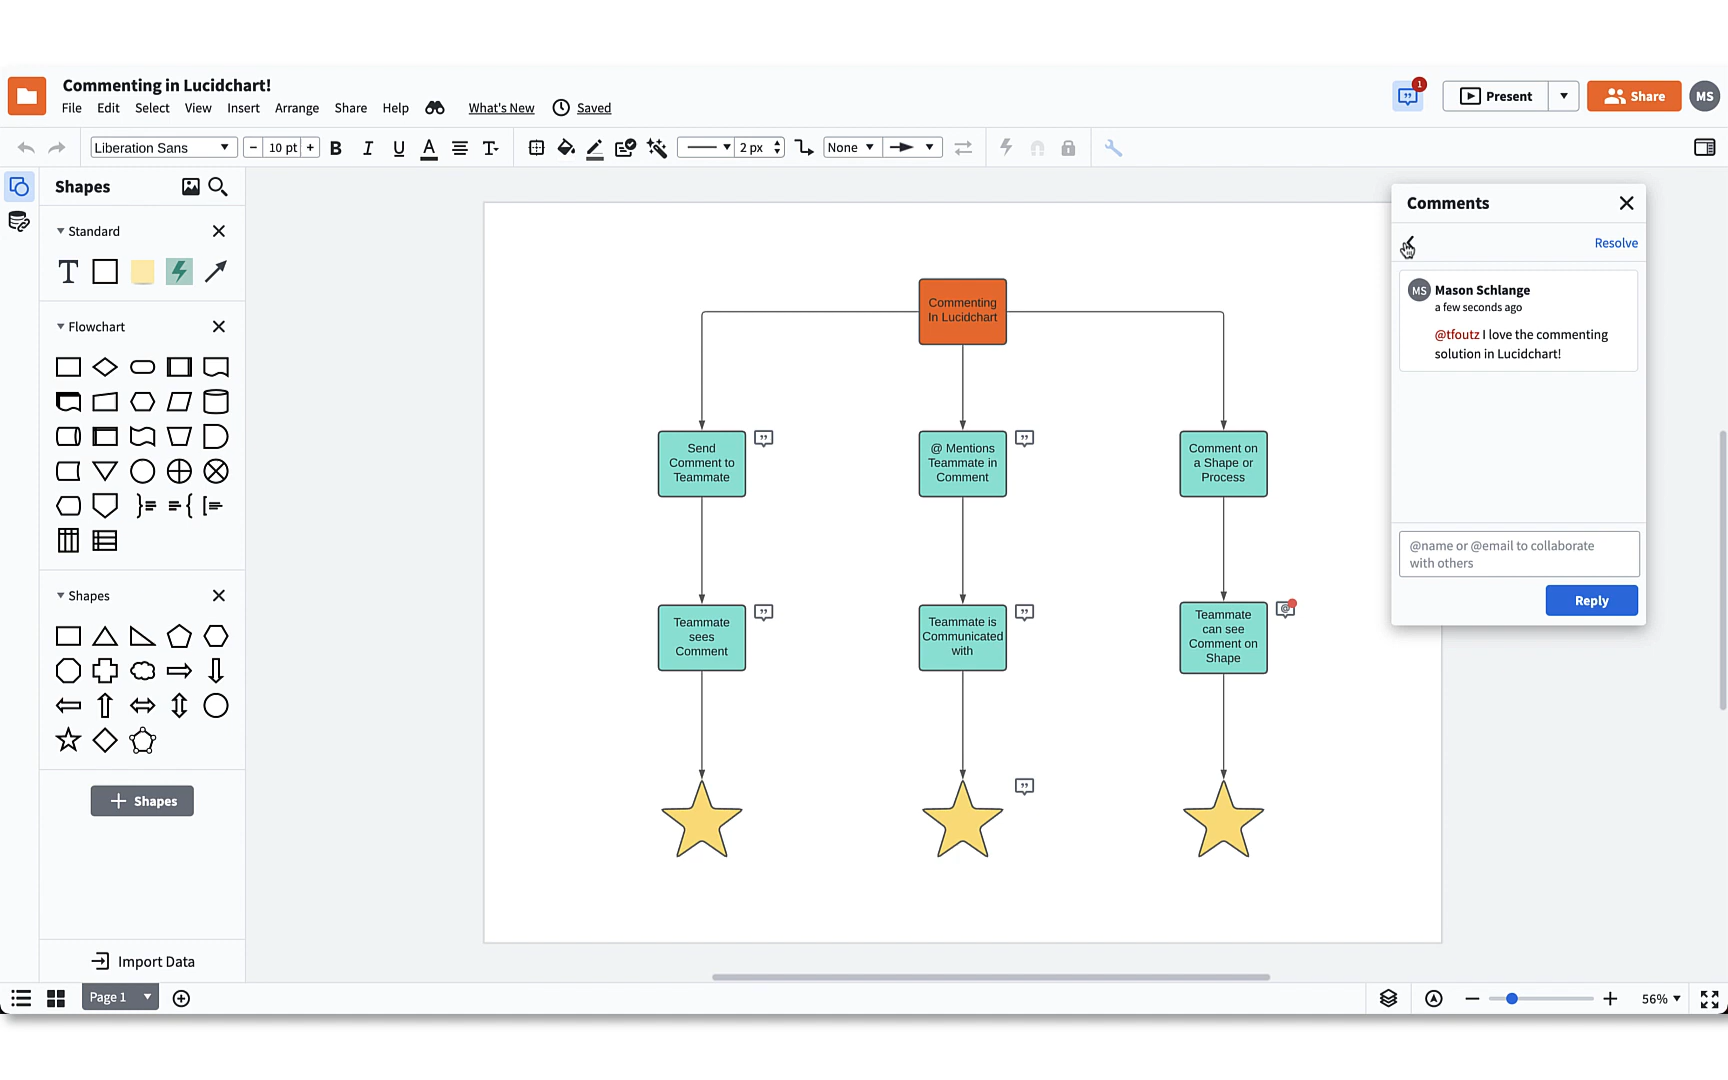 Commenting in Lucidchart!
File Edit Select View Insert Arrange Share Help What's New Saved
1
Present
Share
MS
Liberation Sans
− 10 pt +
B I U A T
2 px
None
Shapes
Standard
T
Flowchart
Shapes
+ Shapes
Import Data
Page 1
Commenting
In Lucidchart
Send
Comment to
Teammate
@ Mentions
Teammate in
Comment
Comment on
a Shape or
Process
Teammate
sees
Comment
Teammate is
Communicated
with
Teammate
can see
Comment on
Shape
@
Comments
Resolve
MS Mason Schlange
a few seconds ago
@tfoutz I love the commenting
solution in Lucidchart!
@name or @email to collaborate
with others
Reply
56%